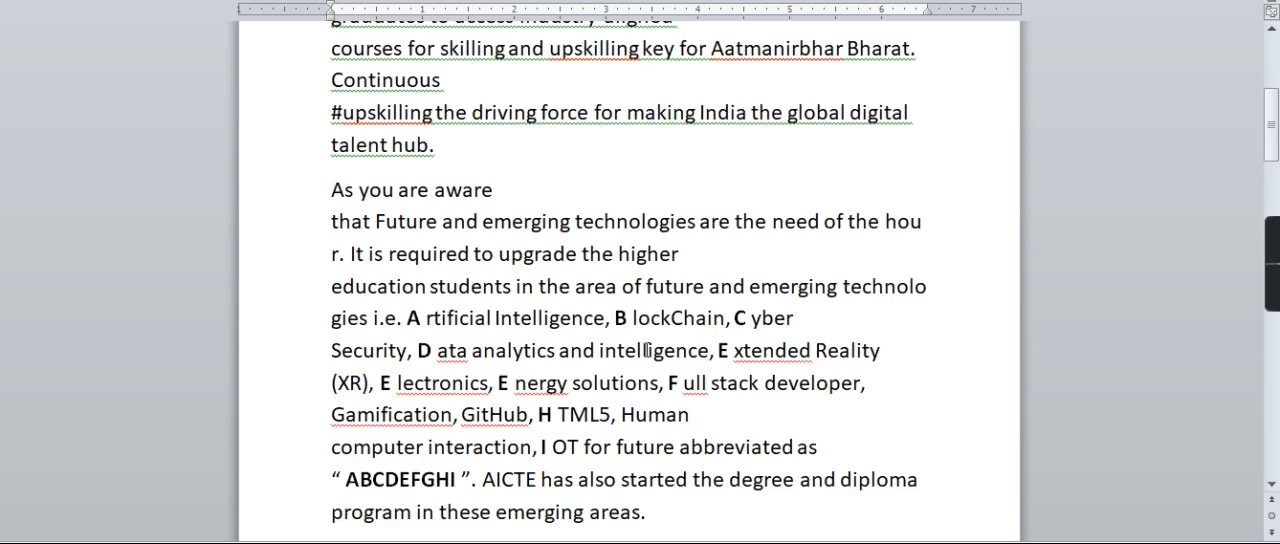 graduates to access industry-aligned
courses for skilling and upskilling key for Aatmanirbhar Bharat.
Continuous
#upskilling the driving force for making India the global digital
talent hub.
As you are aware
that Future and emerging technologies are the need of the hou
r. It is required to upgrade the higher
education students in the area of future and emerging technolo
gies i.e. A rtificial Intelligence, B lockChain, C yber
Security, D ata analytics and intelligence, E xtended Reality
(XR), E lectronics, E nergy solutions, F ull stack developer,
Gamification, GitHub, H TML5, Human
computer interaction, I OT for future abbreviated as
“ ABCDEFGHI ”. AICTE has also started the degree and diploma
program in these emerging areas.